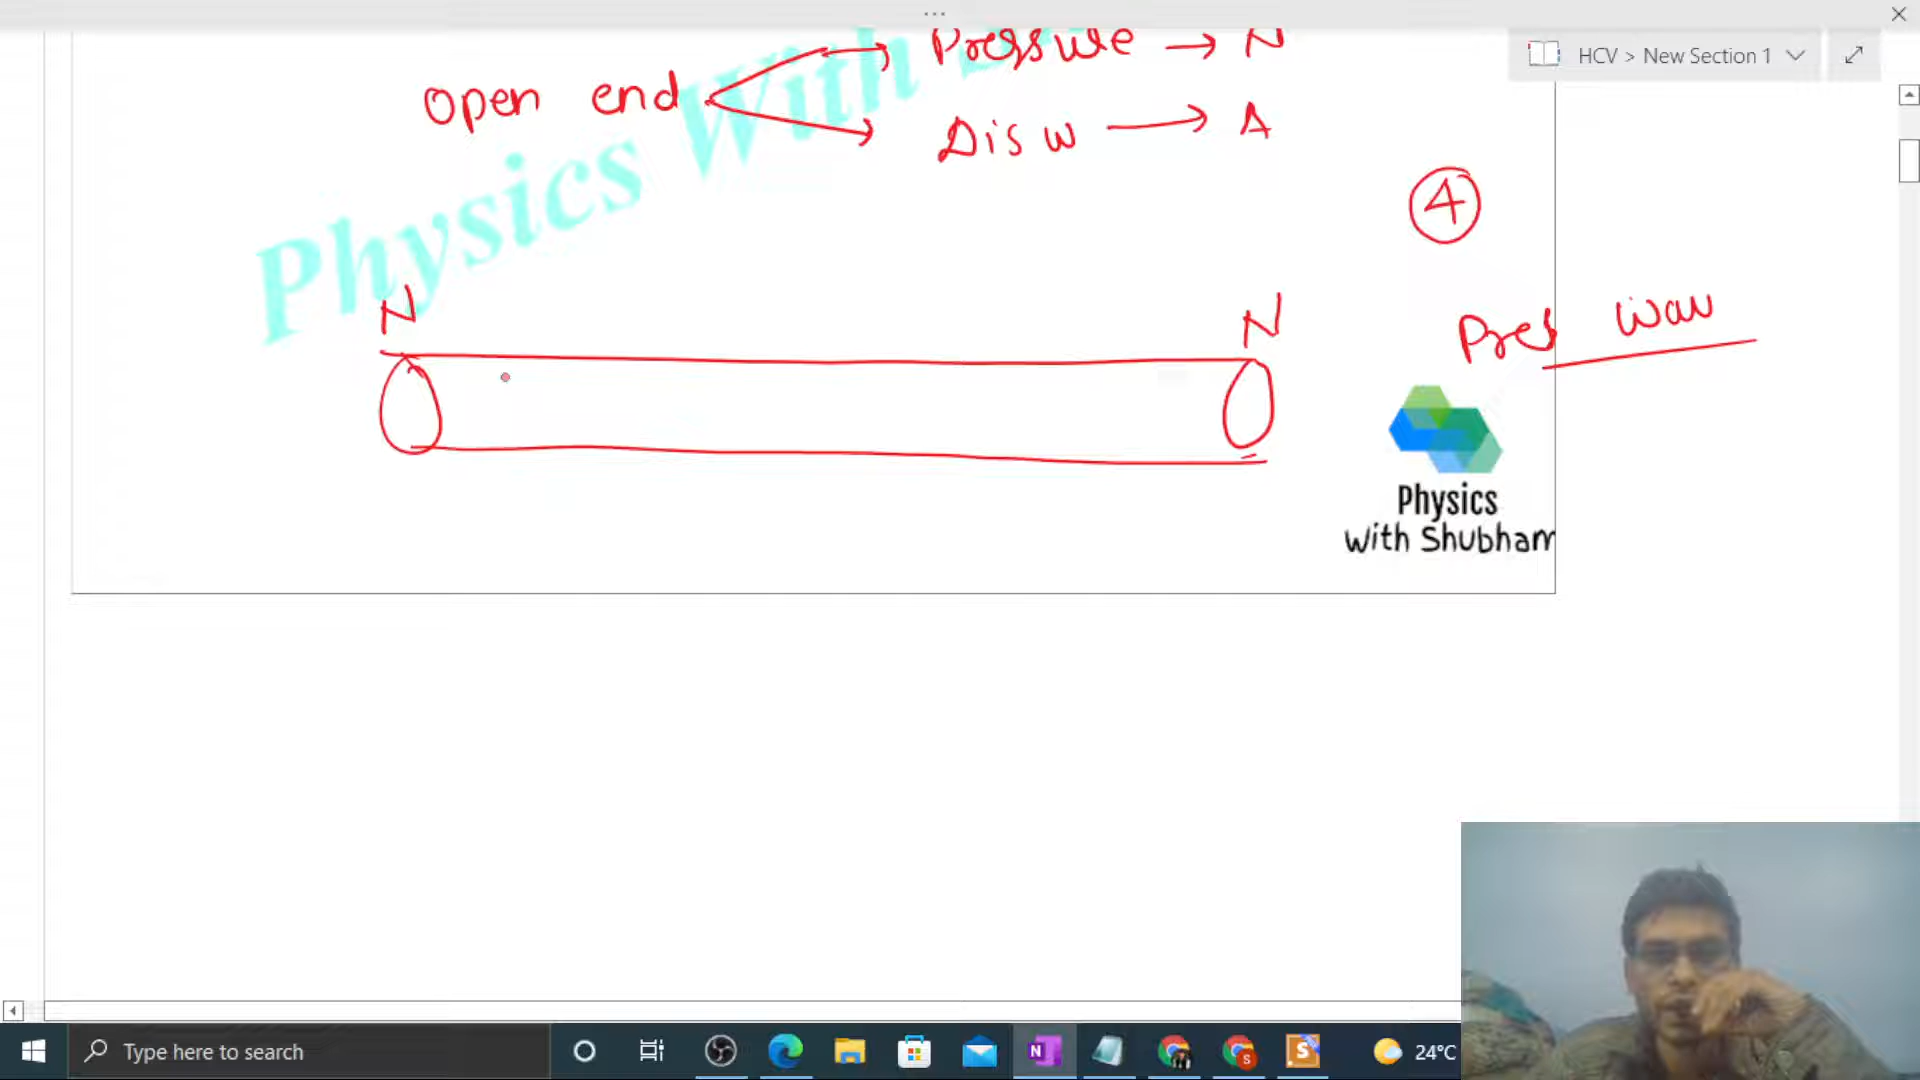 ...
HCV > New Section 1
Pressure → N
Open end
Dis w → A
Physics With
4
N
N
Pres wav
Physics
With Shubham
Type here to search
24°C